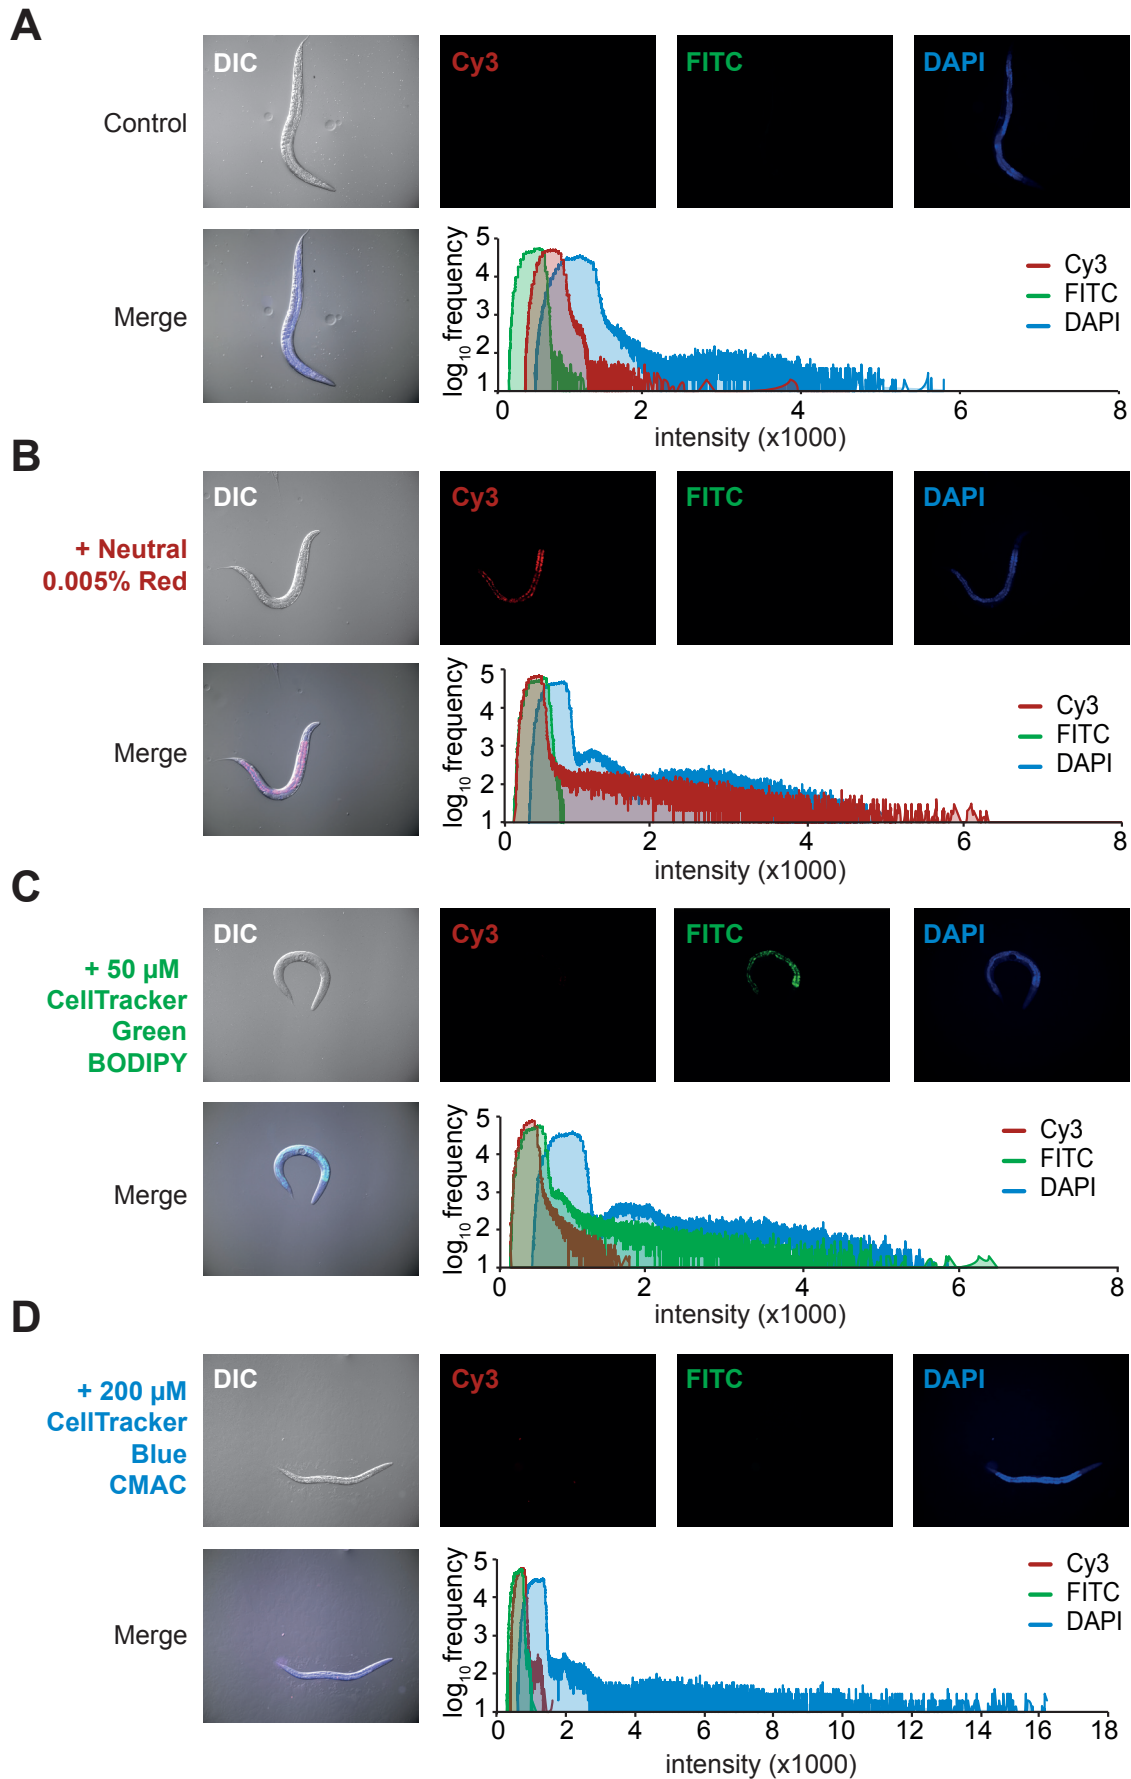 A
Control
DIC
Cy3
FITC
DAPI
Merge
log10 frequency
5
4
3
2
1
0
2
4
6
8
intensity (x1000)
Cy3
FITC
DAPI
B
+ Neutral
0.005% Red
DIC
Cy3
FITC
DAPI
Merge
log10 frequency
5
4
3
2
1
0
2
4
6
8
intensity (x1000)
Cy3
FITC
DAPI
C
+ 50 µM
CellTracker
Green
BODIPY
DIC
Cy3
FITC
DAPI
Merge
log10 frequency
5
4
3
2
1
0
2
4
6
8
intensity (x1000)
Cy3
FITC
DAPI
D
+ 200 µM
CellTracker
Blue
CMAC
DIC
Cy3
FITC
DAPI
Merge
log10 frequency
5
4
3
2
1
0
2
4
6
8
10
12
14
16
18
intensity (x1000)
Cy3
FITC
DAPI